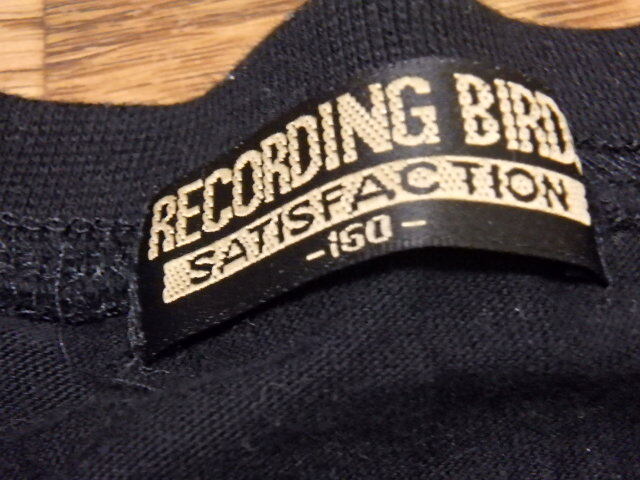 RECORDING BIRD
SATISFACTION
-160-